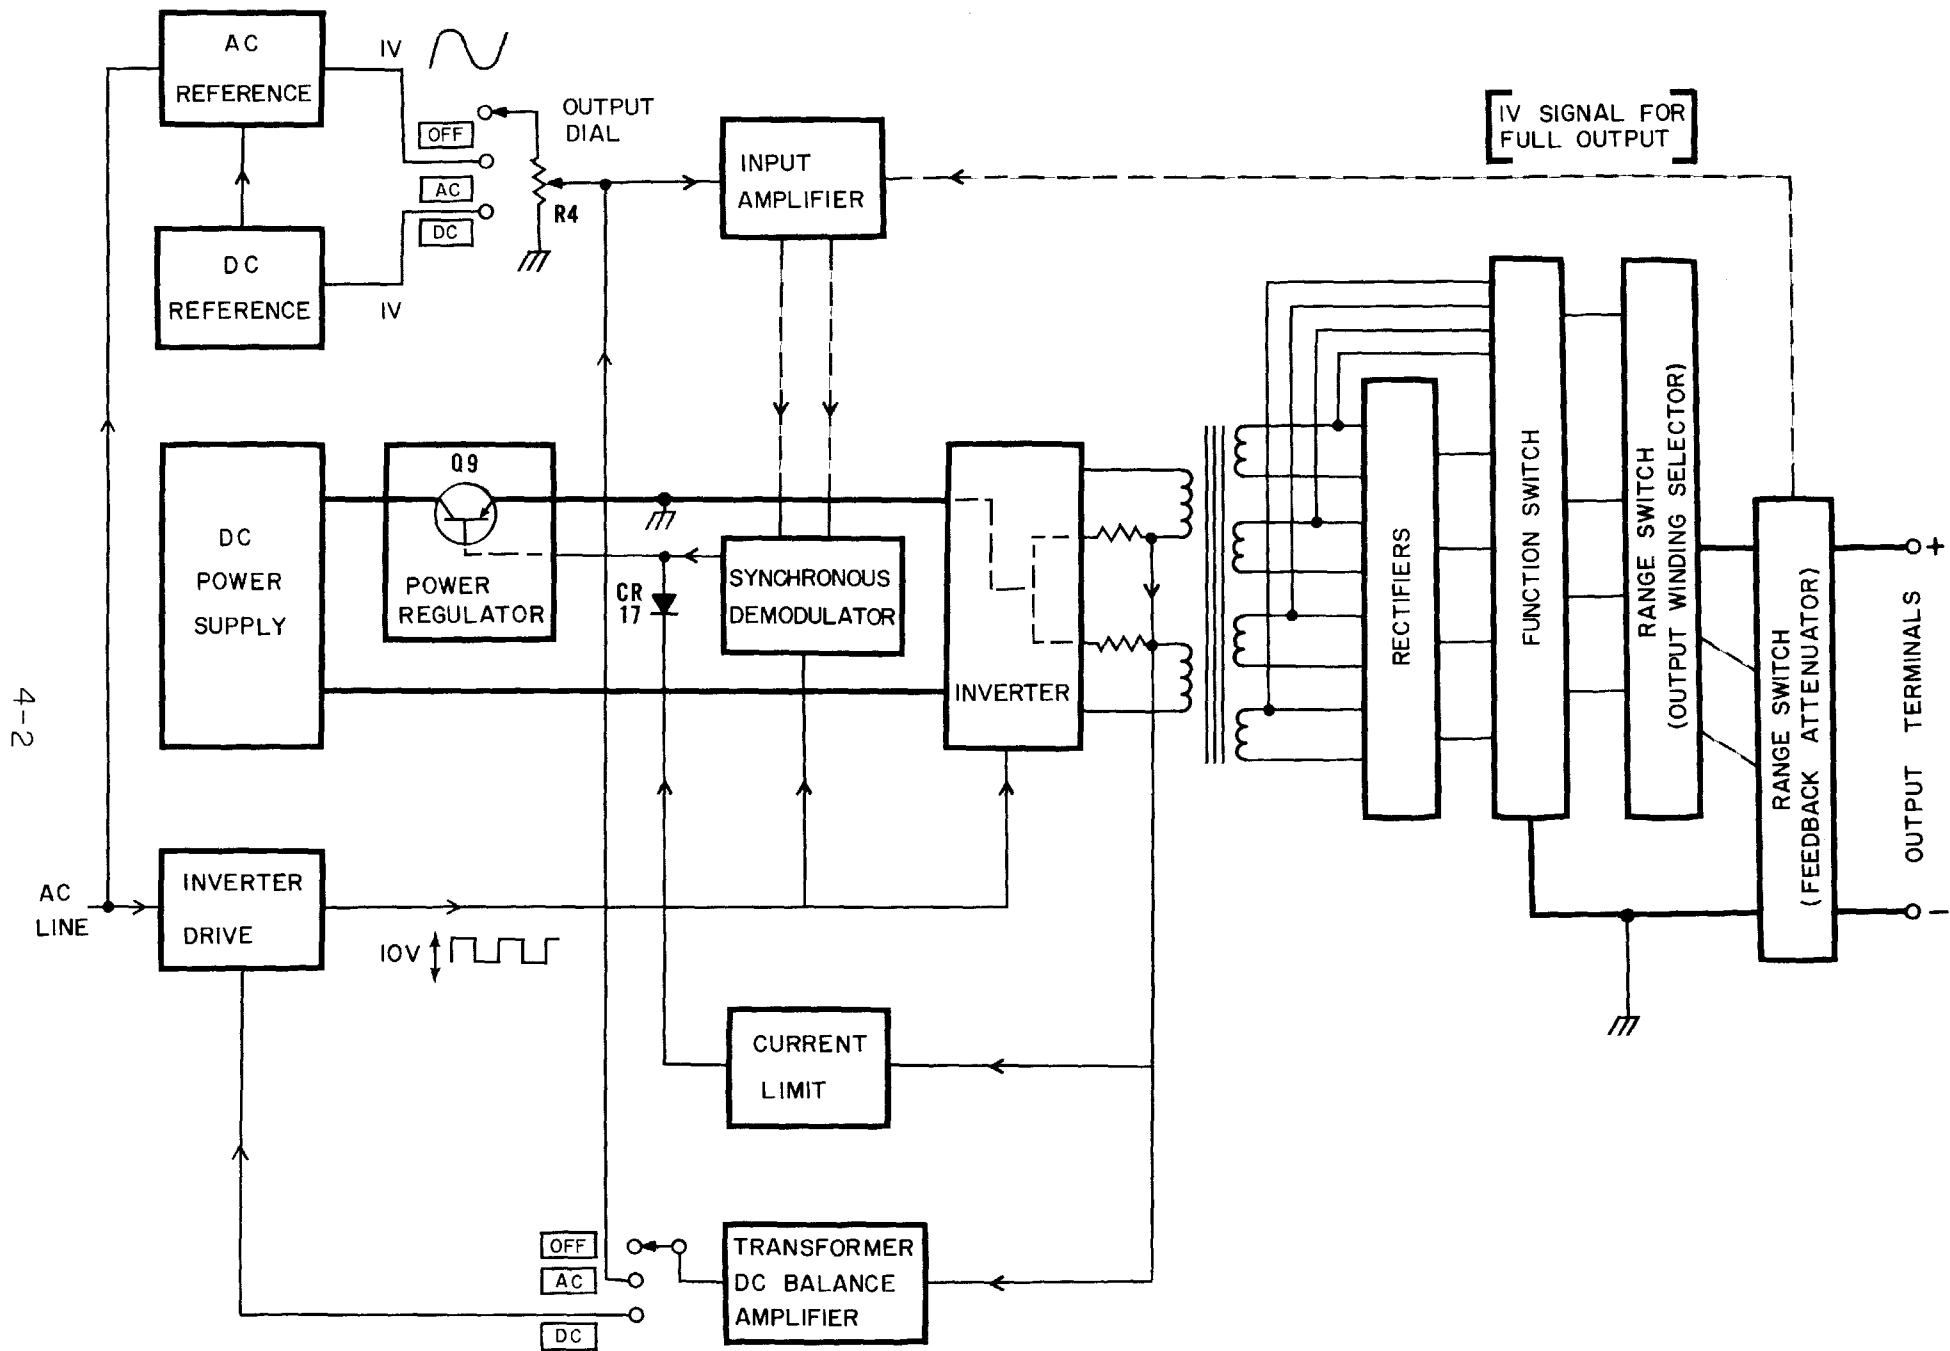 AC
REFERENCE
IV
OFF
AC
DC
OUTPUT
DIAL
R4
DC
REFERENCE
IV
INPUT
AMPLIFIER
IV SIGNAL FOR
FULL OUTPUT
DC
POWER
SUPPLY
Q9
POWER
REGULATOR
CR
17
SYNCHRONOUS
DEMODULATOR
INVERTER
RECTIFIERS
FUNCTION SWITCH
RANGE SWITCH
(OUTPUT WINDING SELECTOR)
RANGE SWITCH
(FEEDBACK ATTENUATOR)
+
OUTPUT TERMINALS
−
4-2
AC
LINE
INVERTER
DRIVE
10V
CURRENT
LIMIT
OFF
AC
DC
TRANSFORMER
DC BALANCE
AMPLIFIER